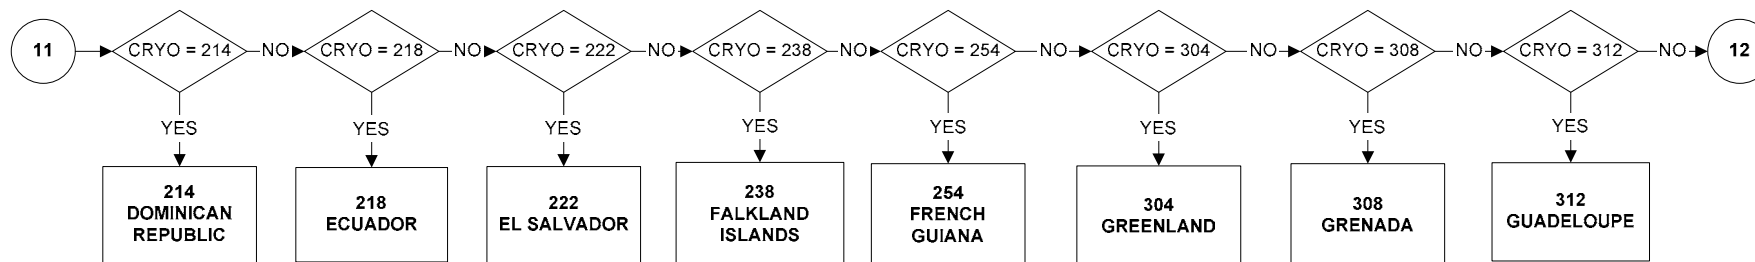 11
CRYO = 214
NO
CRYO = 218
NO
CRYO = 222
NO
CRYO = 238
NO
CRYO = 254
NO
CRYO = 304
NO
CRYO = 308
NO
CRYO = 312
NO
12
YES
YES
YES
YES
YES
YES
YES
YES
214
DOMINICAN
REPUBLIC
218
ECUADOR
222
EL SALVADOR
238
FALKLAND
ISLANDS
254
FRENCH
GUIANA
304
GREENLAND
308
GRENADA
312
GUADELOUPE